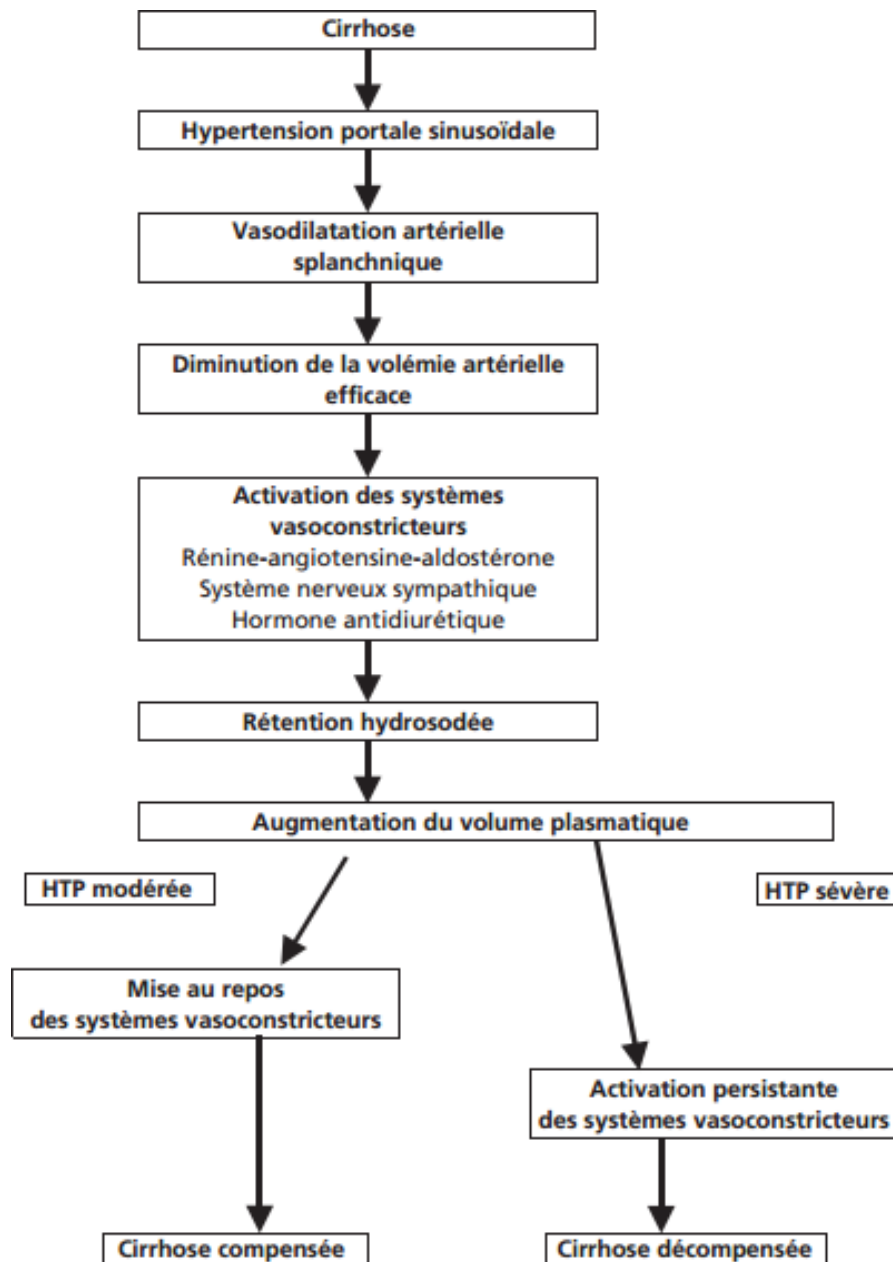 Cirrhose
Hypertension portale sinusoïdale
Vasodilatation artérielle
splanchnique
Diminution de la volémie artérielle
efficace
Activation des systèmes
vasoconstricteurs
Rénine-angiotensine-aldostérone
Système nerveux sympathique
Hormone antidiurétique
Rétention hydrosodée
Augmentation du volume plasmatique
HTP modérée
HTP sévère
Mise au repos
des systèmes vasoconstricteurs
Activation persistante
des systèmes vasoconstricteurs
Cirrhose compensée
Cirrhose décompensée